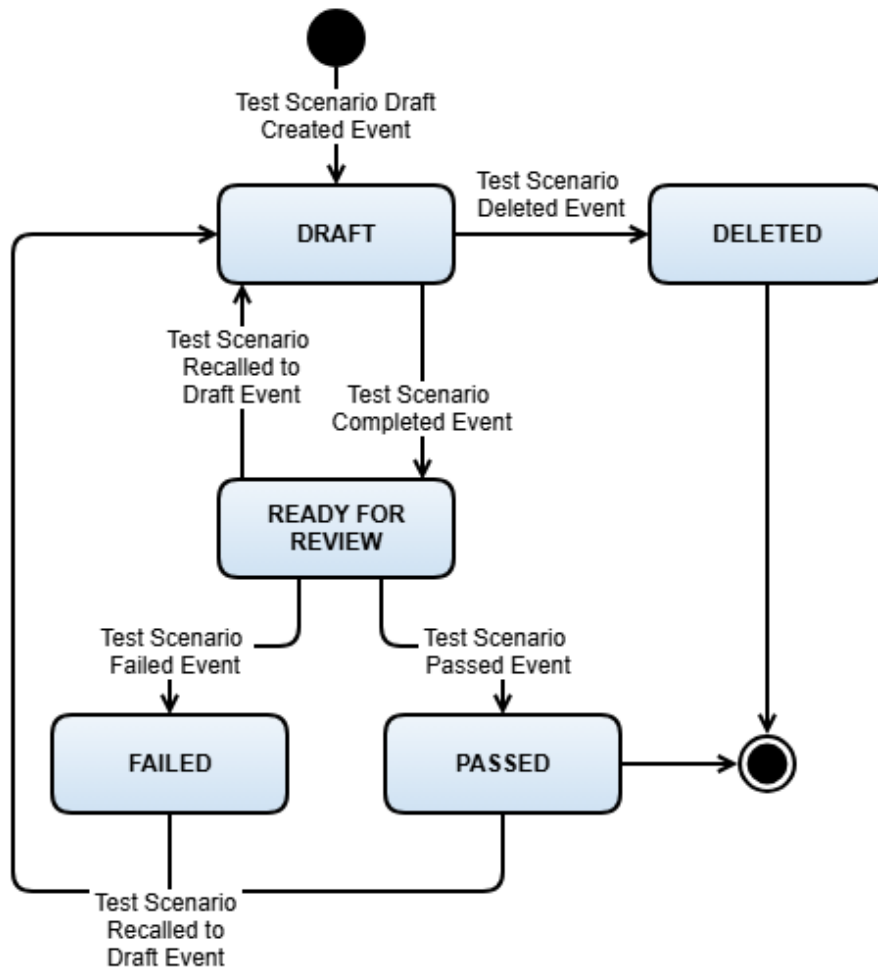 Test Scenario Draft
Created Event
Test Scenario
Deleted Event
DRAFT
DELETED
Test Scenario
Recalled to
Draft Event
Test Scenario
Completed Event
READY FOR
REVIEW
Test Scenario
Failed Event
Test Scenario
Passed Event
FAILED
PASSED
Test Scenario
Recalled to
Draft Event